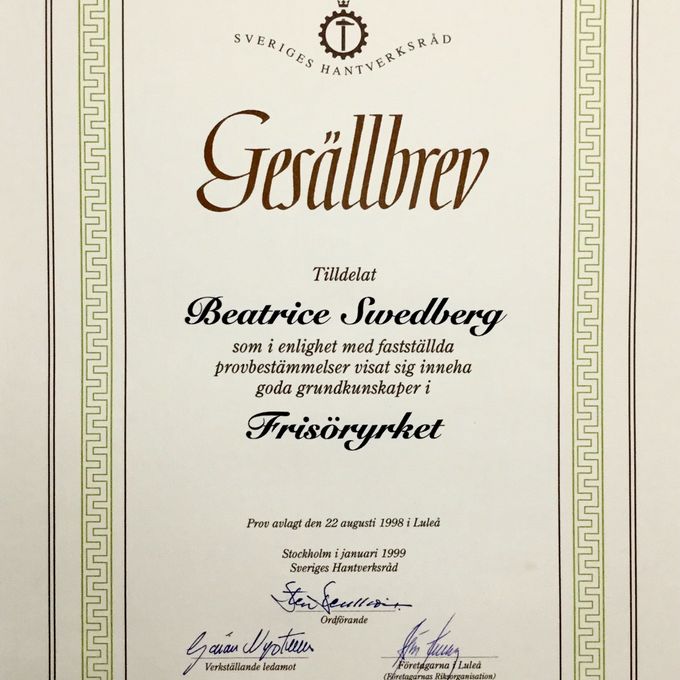 SVERIGES HANTVERKSRÅD
Gesällbrev
Tilldelat
Beatrice Swedberg
som i enlighet med fastställda
provbestämmelser visat sig inneha
goda grundkunskaper i
Frisöryrket
Prov avlagt den 22 augusti 1998 i Luleå
Stockholm i januari 1999
Sveriges Hantverksråd
Ordförande
Verkställande ledamot
Företagarna i Luleå
(Företagarnas Riksorganisation)